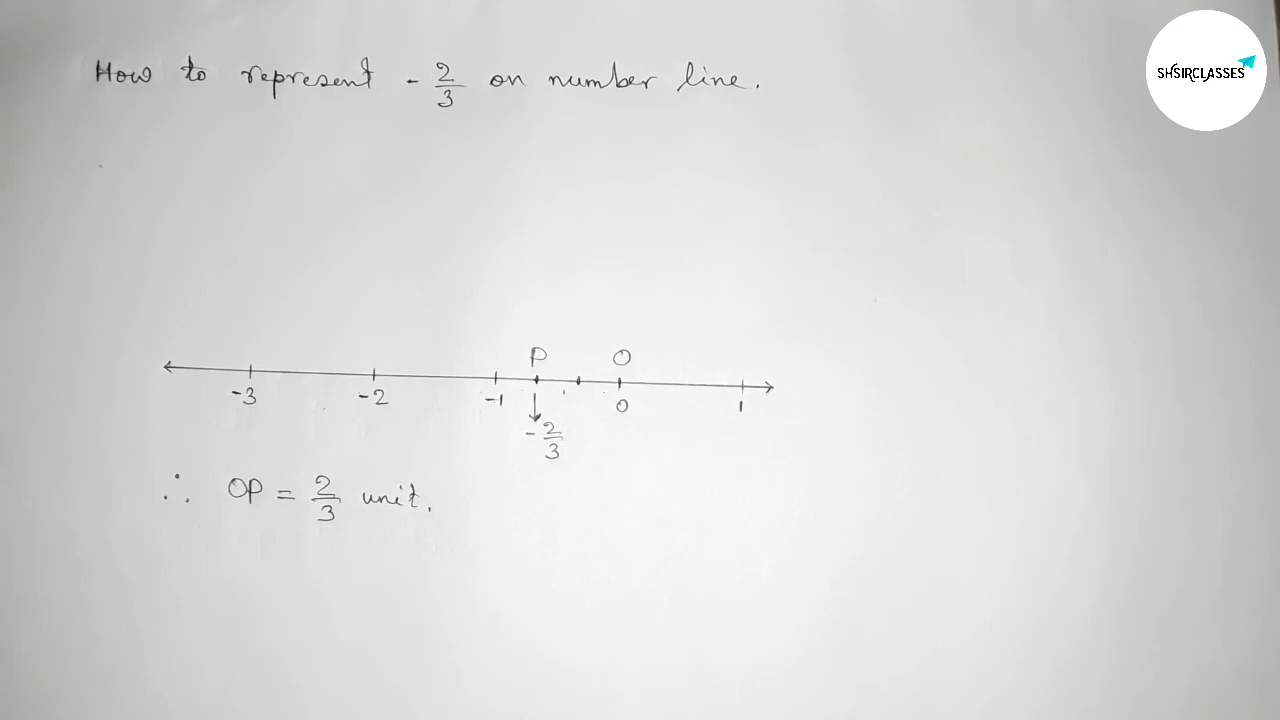 How to represent - 2/3 on number line.
SHSIRCLASSES
P O
-3 -2 -1 0 1
- 2/3
∴ OP = 2/3 unit.